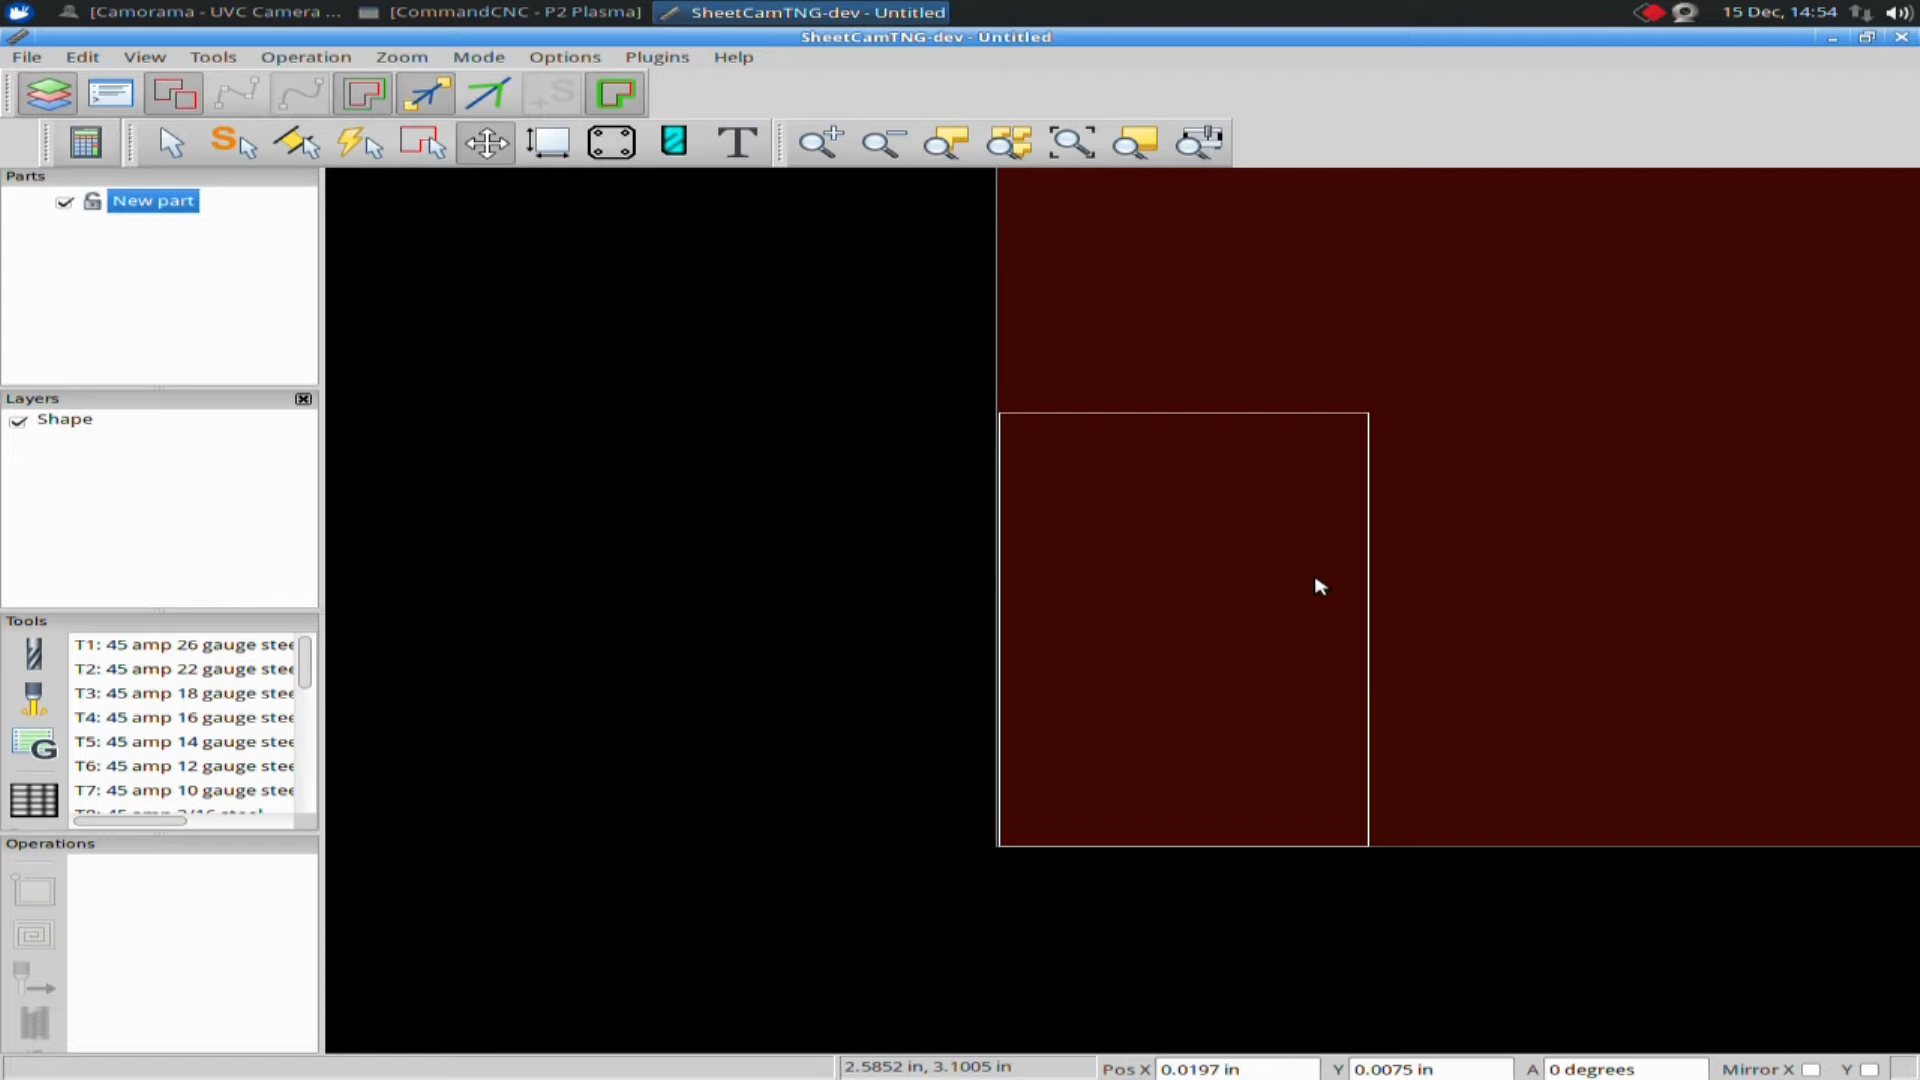 [Camorama - UVC Camera ... [CommandCNC - P2 Plasma] SheetCamTNG-dev - Untitled 15 Dec, 14:54
SheetCamTNG-dev - Untitled
File Edit View Tools Operation Zoom Mode Options Plugins Help
Parts
New part
Layers
Shape
Tools
T1: 45 amp 26 gauge stee
T2: 45 amp 22 gauge stee
T3: 45 amp 18 gauge stee
T4: 45 amp 16 gauge stee
T5: 45 amp 14 gauge stee
T6: 45 amp 12 gauge stee
T7: 45 amp 10 gauge stee
Operations
2.5852 in, 3.1005 in Pos X 0.0197 in Y 0.0075 in A 0 degrees Mirror X Y